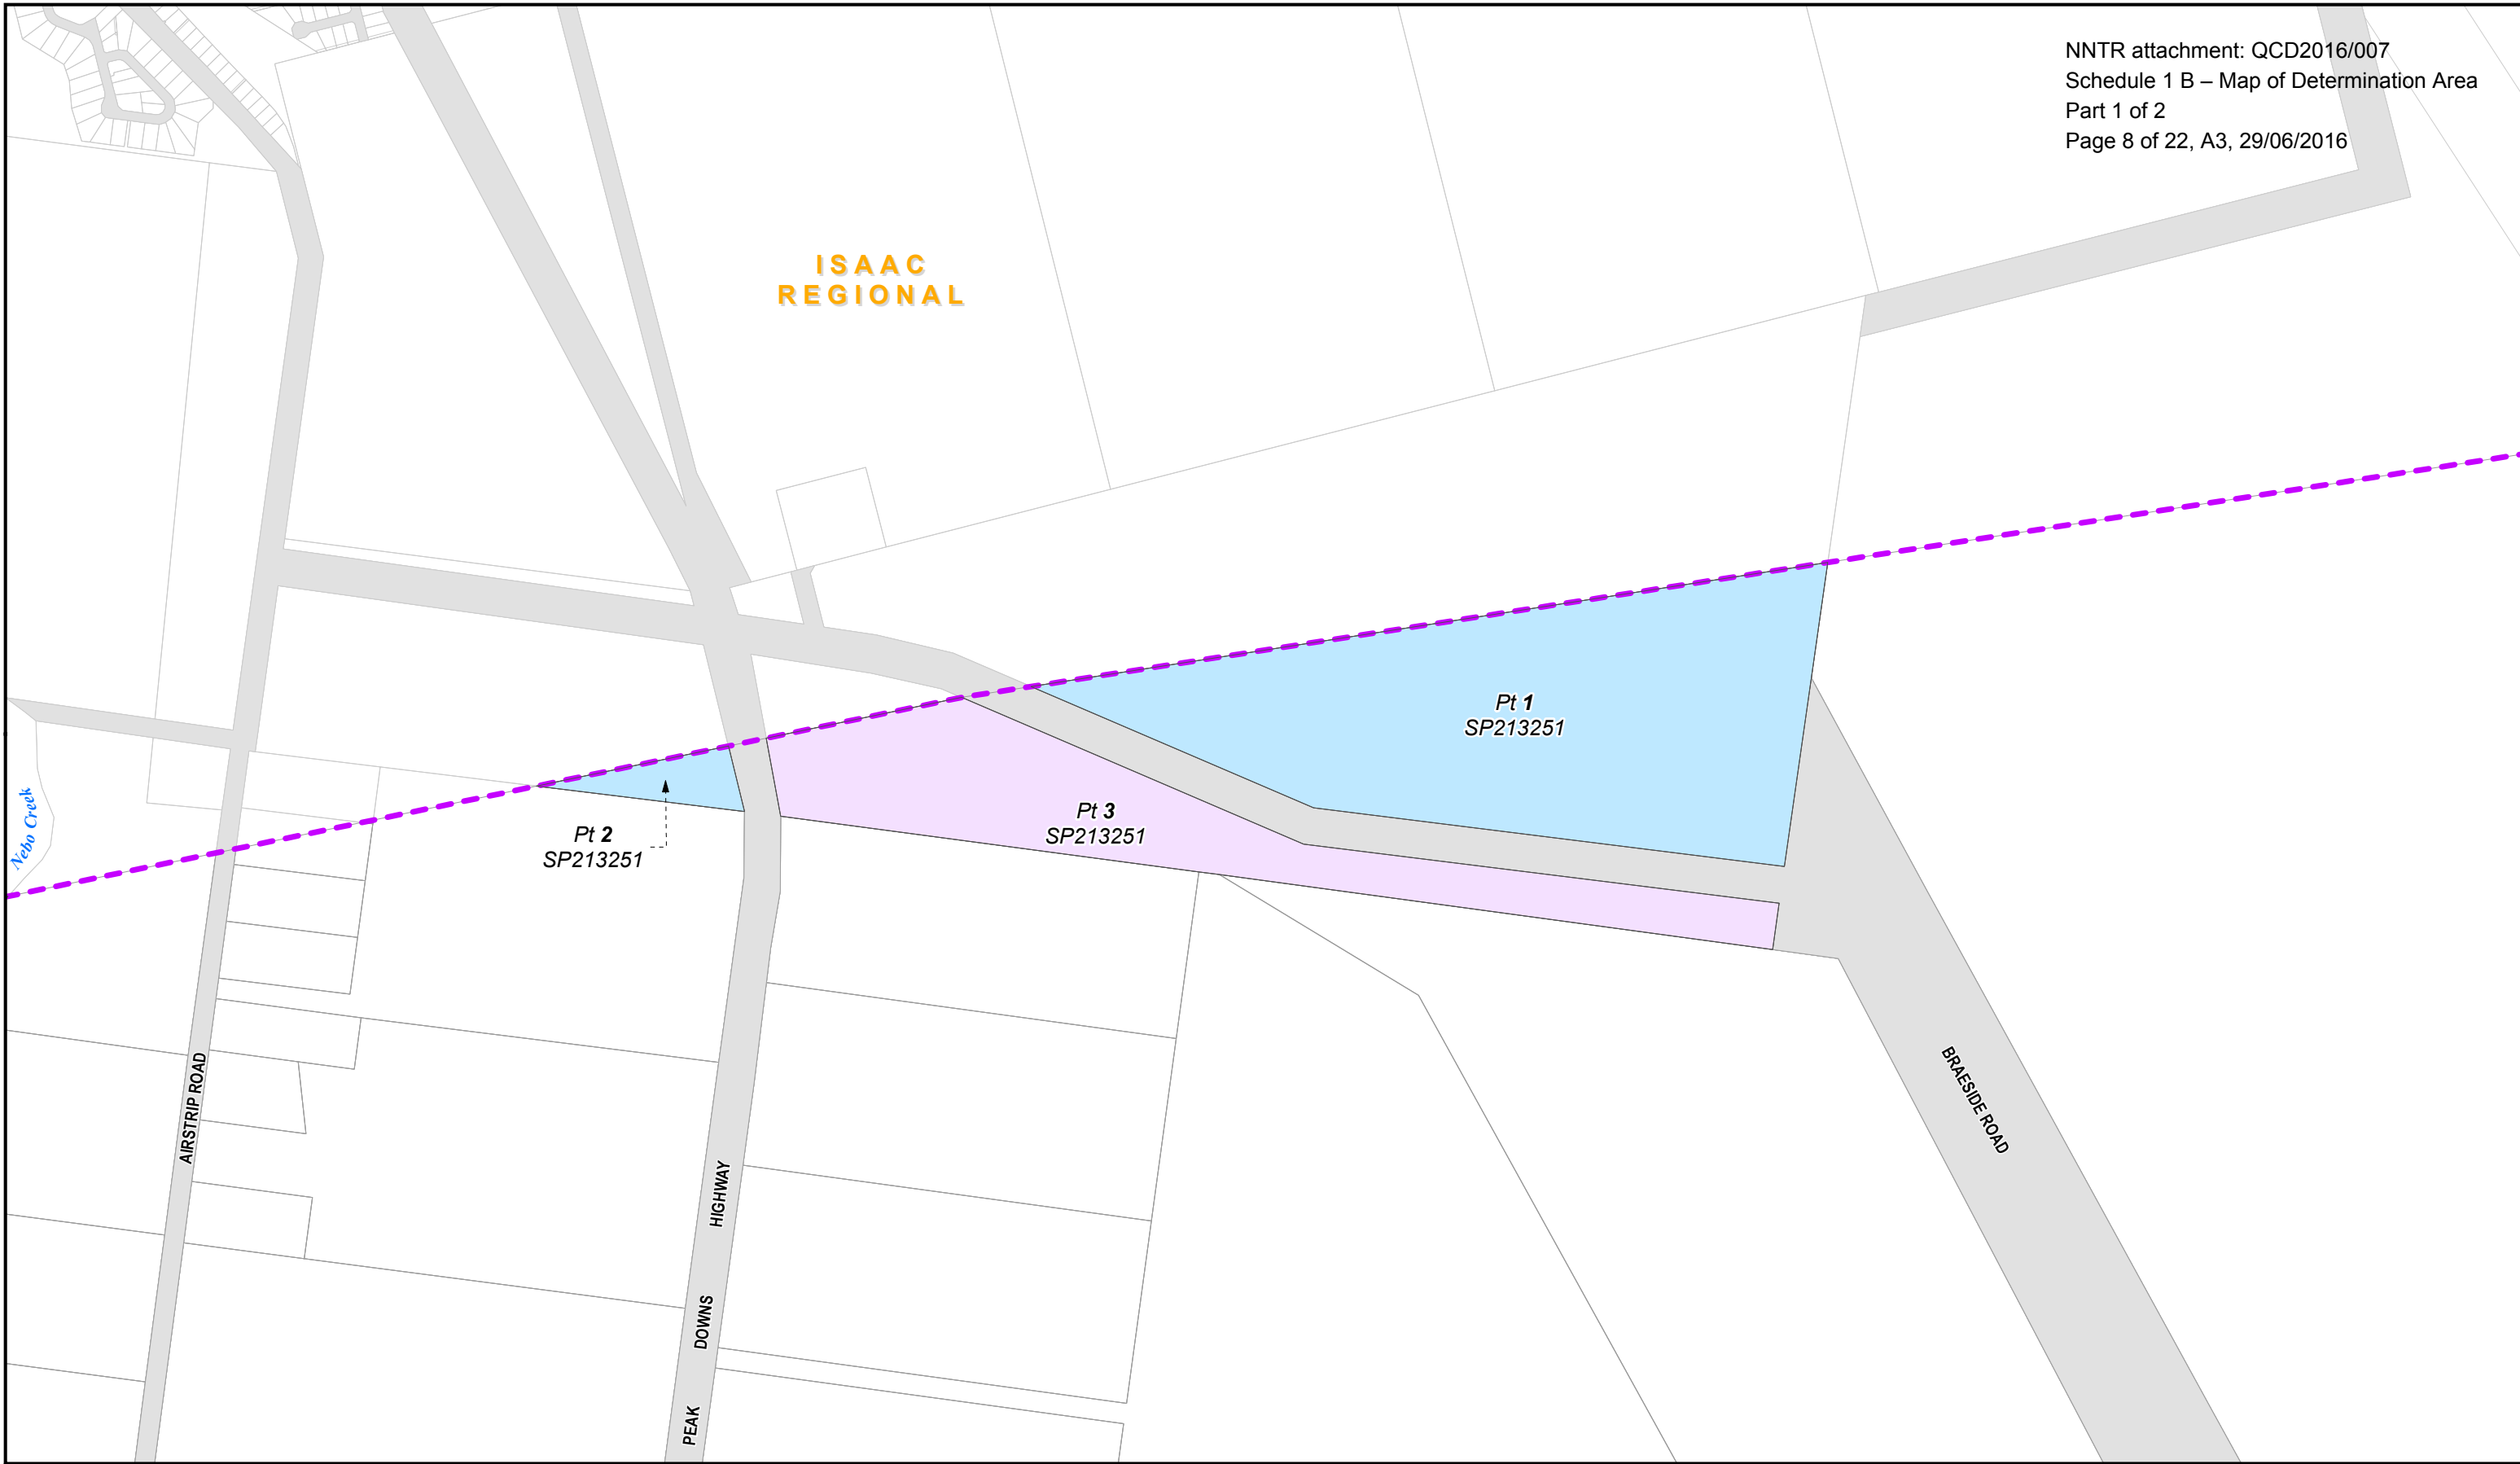 NNTR attachment: QCD2016/007
Schedule 1 B – Map of Determination Area
Part 1 of 2
Page 8 of 22, A3, 29/06/2016
ISAAC
REGIONAL
Pt 1
SP213251
Pt 3
SP213251
Pt 2
SP213251
Nebo Creek
AIRSTRIP ROAD
PEAK DOWNS HIGHWAY
BRAESIDE ROAD